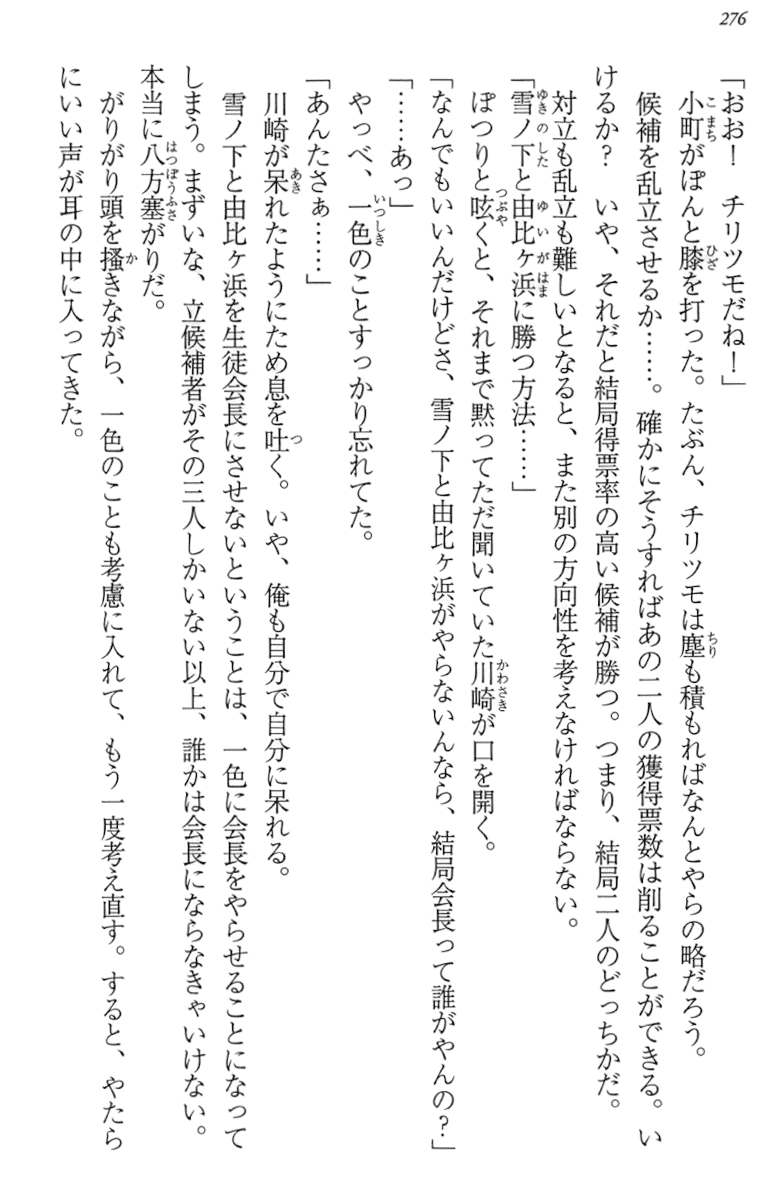 276
「おお！　チリツモだね！」
小町がぽんと膝を打った。たぶん、チリツモは塵も積もればなんとやらの略だろう。
候補を乱立させるか……。確かにそうすればあの二人の獲得票数は削ることができる。い
けるか？　いや、それだと結局得票率の高い候補が勝つ。つまり、結局二人のどっちかだ。
対立も乱立も難しいとなると、また別の方向性を考えなければならない。
「雪ノ下と由比ヶ浜に勝つ方法……」
ぽつりと呟くと、それまで黙ってただ聞いていた川崎が口を開く。
「なんでもいいんだけどさ、雪ノ下と由比ヶ浜がやらないんなら、結局会長って誰がやんの？」
「……あっ」
やっべ、一色のことすっかり忘れてた。
「あんたさぁ……」
川崎が呆れたようにため息を吐く。いや、俺も自分で自分に呆れる。
雪ノ下と由比ヶ浜を生徒会長にさせないということは、一色に会長をやらせることになって
しまう。まずいな、立候補者がその三人しかいない以上、誰かは会長にならなきゃいけない。
本当に八方塞がりだ。
がりがり頭を掻きながら、一色のことも考慮に入れて、もう一度考え直す。すると、やたら
にいい声が耳の中に入ってきた。